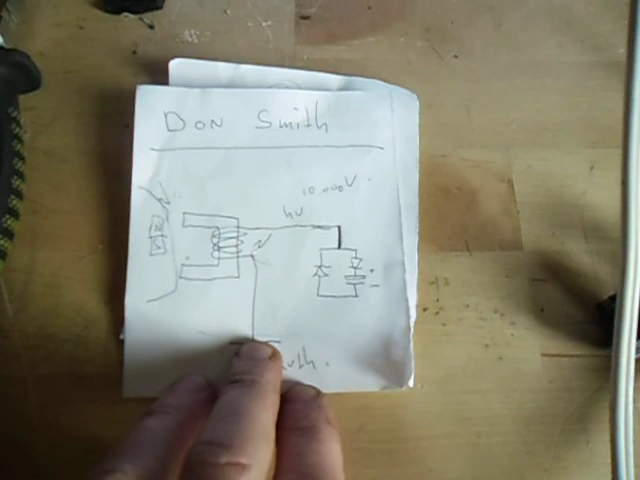 DON Smith
10.000V.
hv
+
-